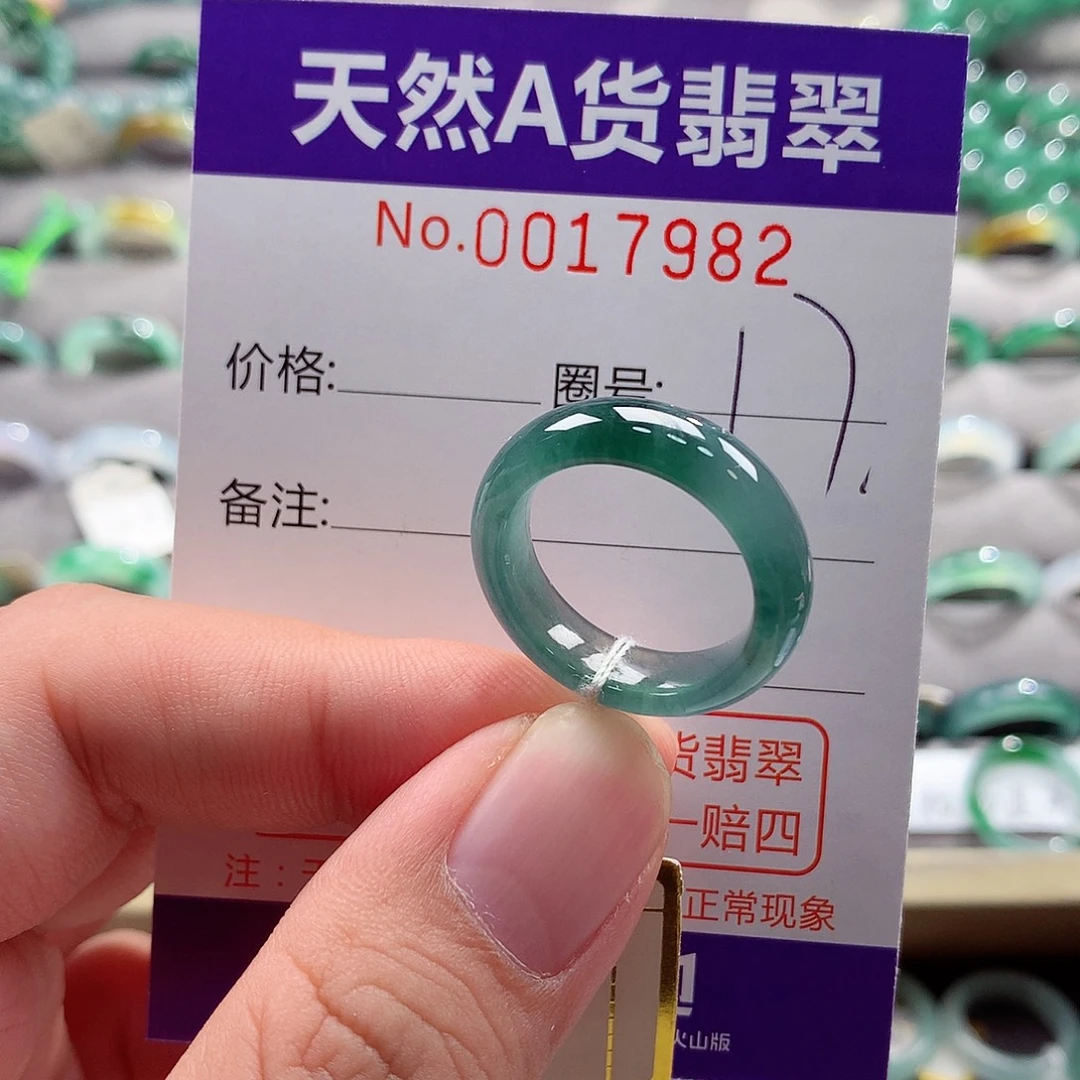 天然A货翡翠
No.0017982
价格: 圈号: 17.
备注:
货翡翠
一赔四
注：
正常现象
火山版